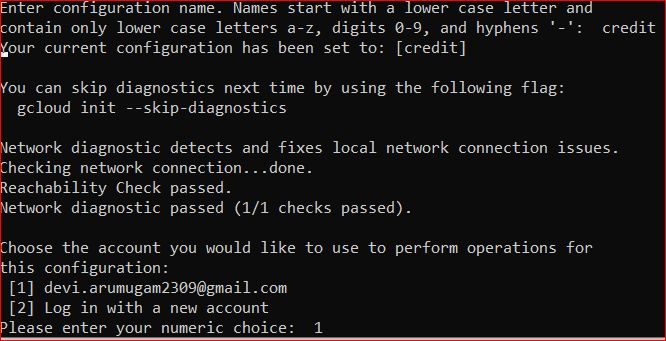 Enter configuration name. Names start with a lower case letter and
contain only lower case letters a-z, digits 0-9, and hyphens '-':  credit
Your current configuration has been set to: [credit]

You can skip diagnostics next time by using the following flag:
  gcloud init --skip-diagnostics

Network diagnostic detects and fixes local network connection issues.
Checking network connection...done.
Reachability Check passed.
Network diagnostic passed (1/1 checks passed).

Choose the account you would like to use to perform operations for
this configuration:
 [1] devi.arumugam2309@gmail.com
 [2] Log in with a new account
Please enter your numeric choice:  1